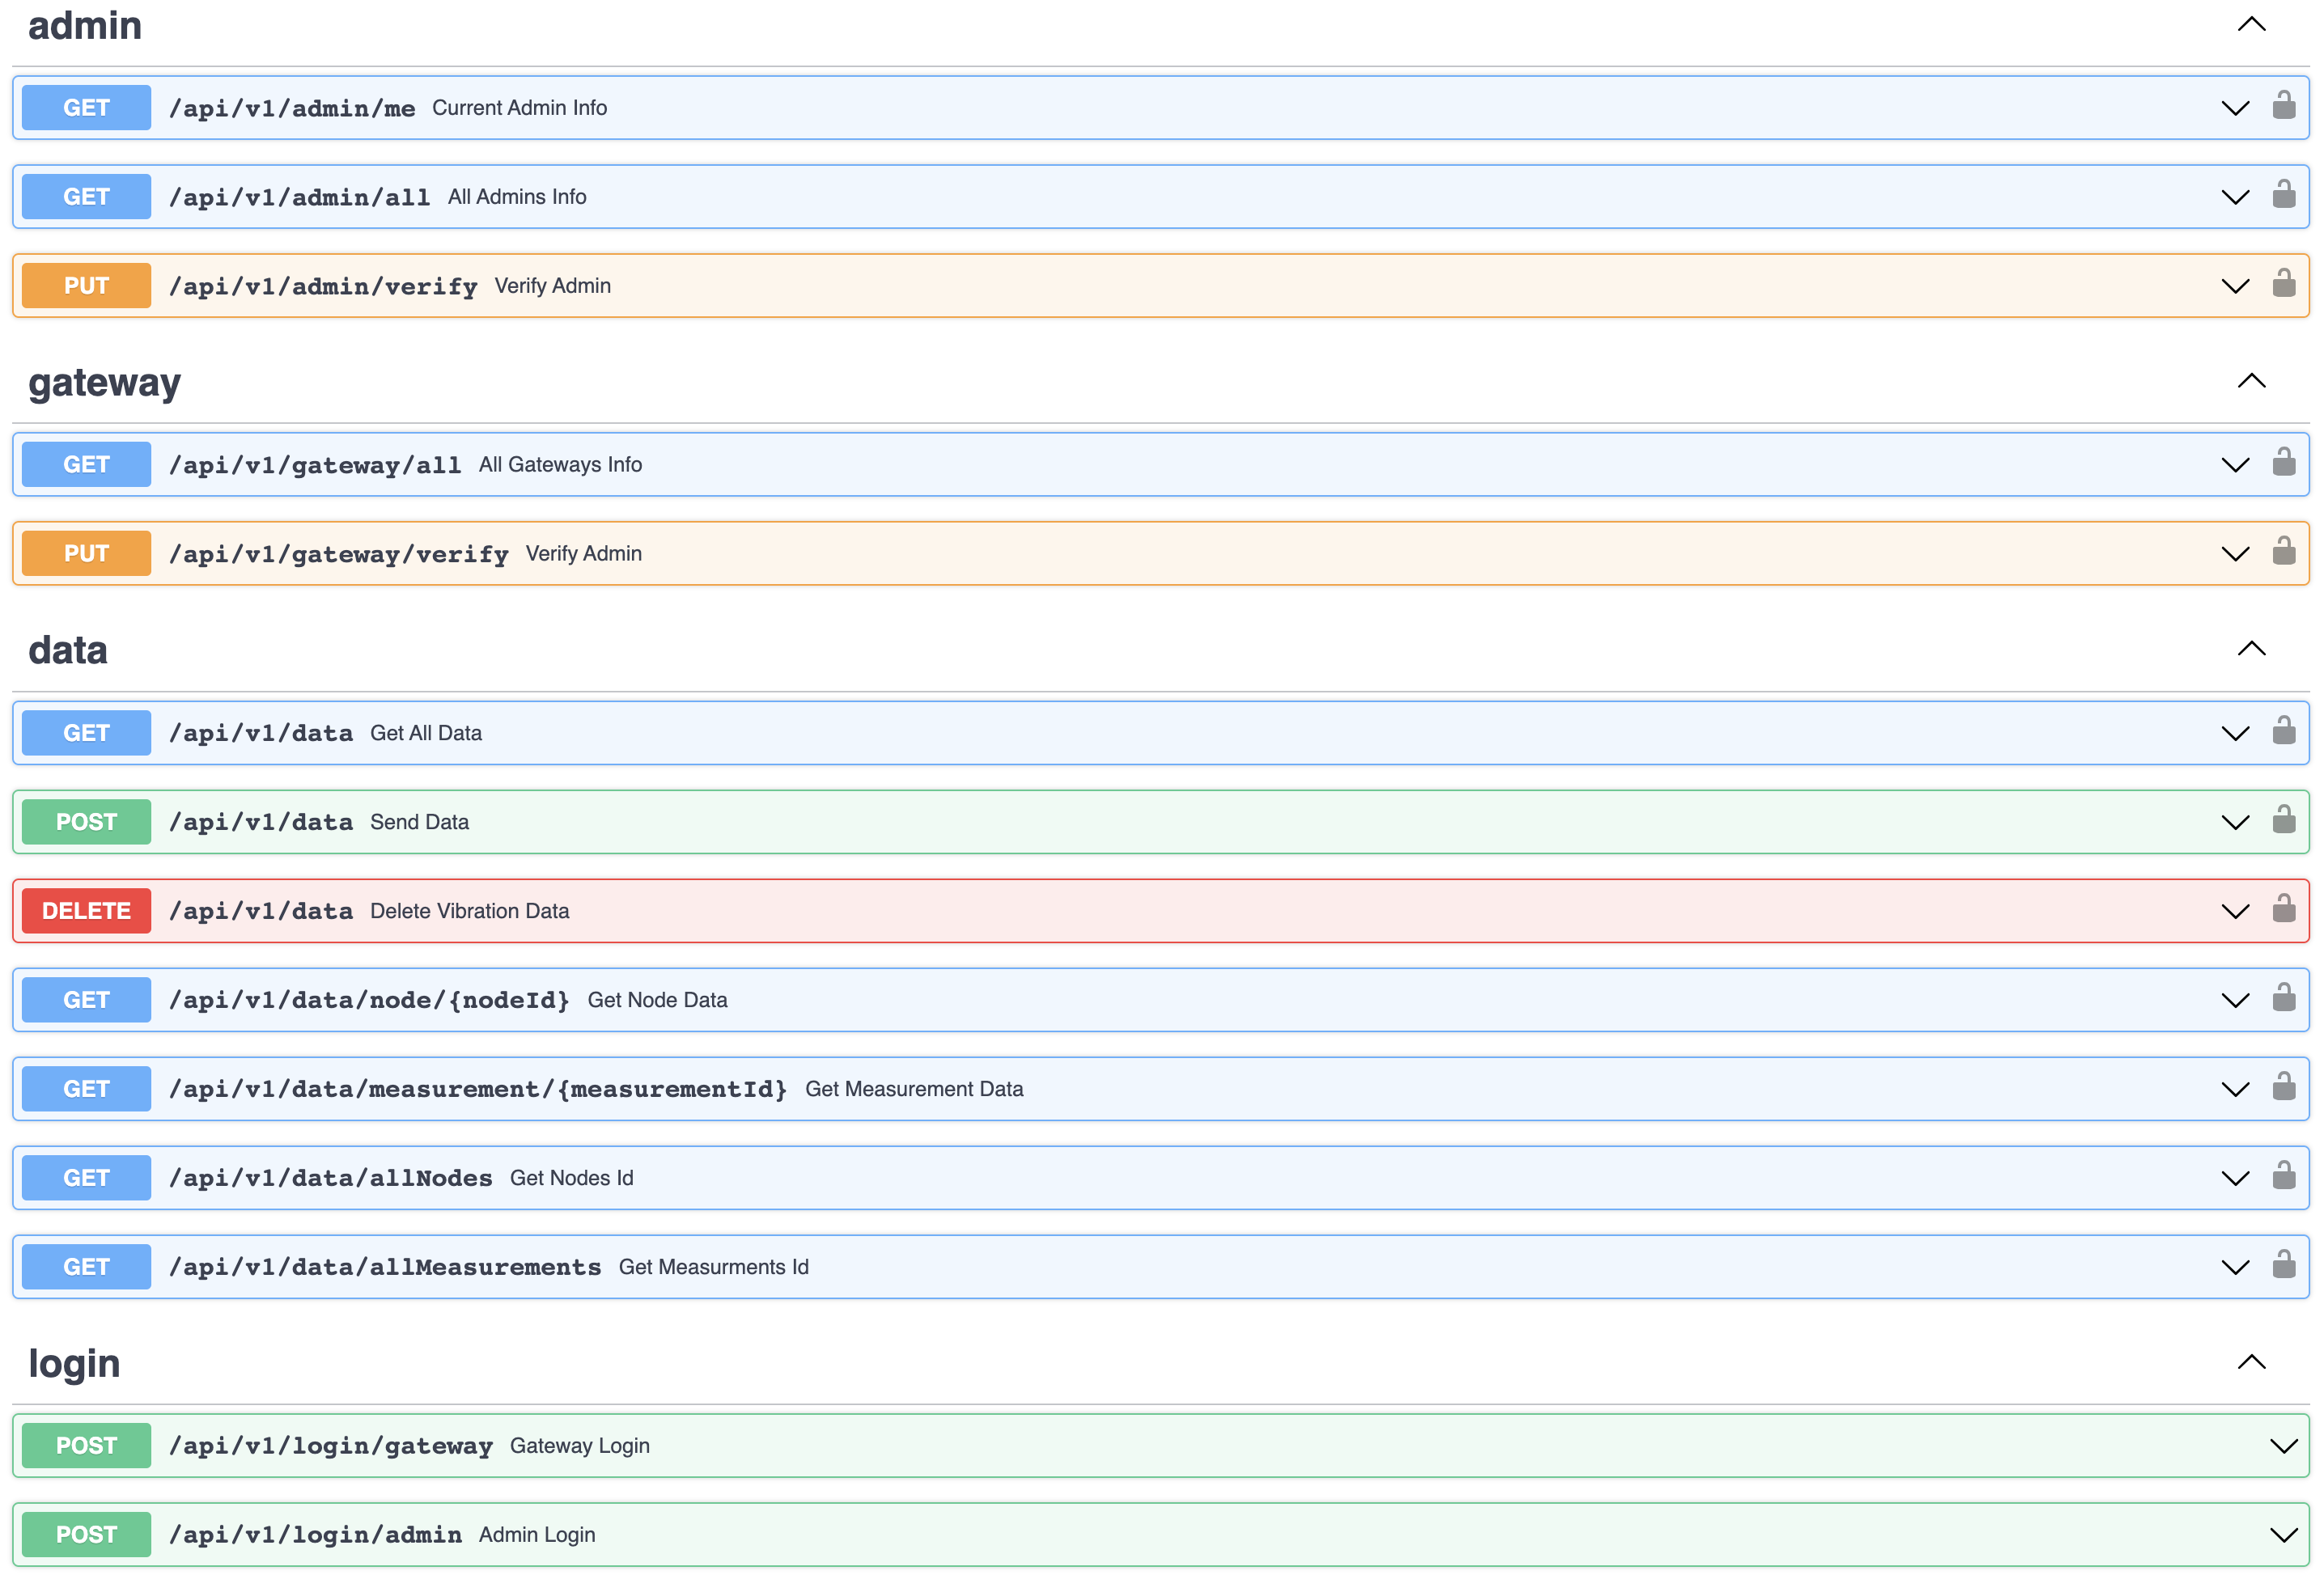 admin
GET /api/v1/admin/me Current Admin Info
GET /api/v1/admin/all All Admins Info
PUT /api/v1/admin/verify Verify Admin
gateway
GET /api/v1/gateway/all All Gateways Info
PUT /api/v1/gateway/verify Verify Admin
data
GET /api/v1/data Get All Data
POST /api/v1/data Send Data
DELETE /api/v1/data Delete Vibration Data
GET /api/v1/data/node/{nodeId} Get Node Data
GET /api/v1/data/measurement/{measurementId} Get Measurement Data
GET /api/v1/data/allNodes Get Nodes Id
GET /api/v1/data/allMeasurements Get Measurments Id
login
POST /api/v1/login/gateway Gateway Login
POST /api/v1/login/admin Admin Login